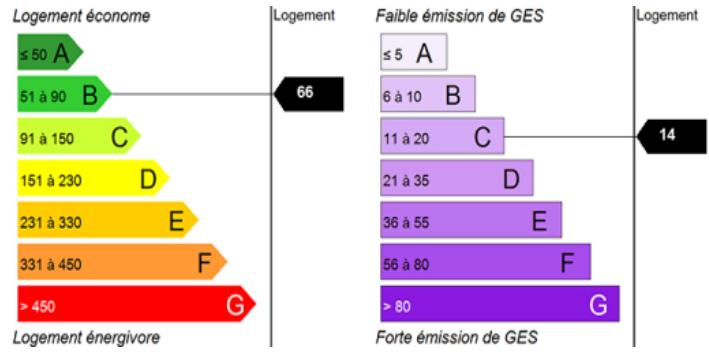 Logement économe
Logement
≤ 50 A
51 à 90 B
66
91 à 150 C
151 à 230 D
231 à 330 E
331 à 450 F
> 450 G
Logement énergivore
Faible émission de GES
Logement
≤ 5 A
6 à 10 B
11 à 20 C
14
21 à 35 D
36 à 55 E
56 à 80 F
> 80 G
Forte émission de GES